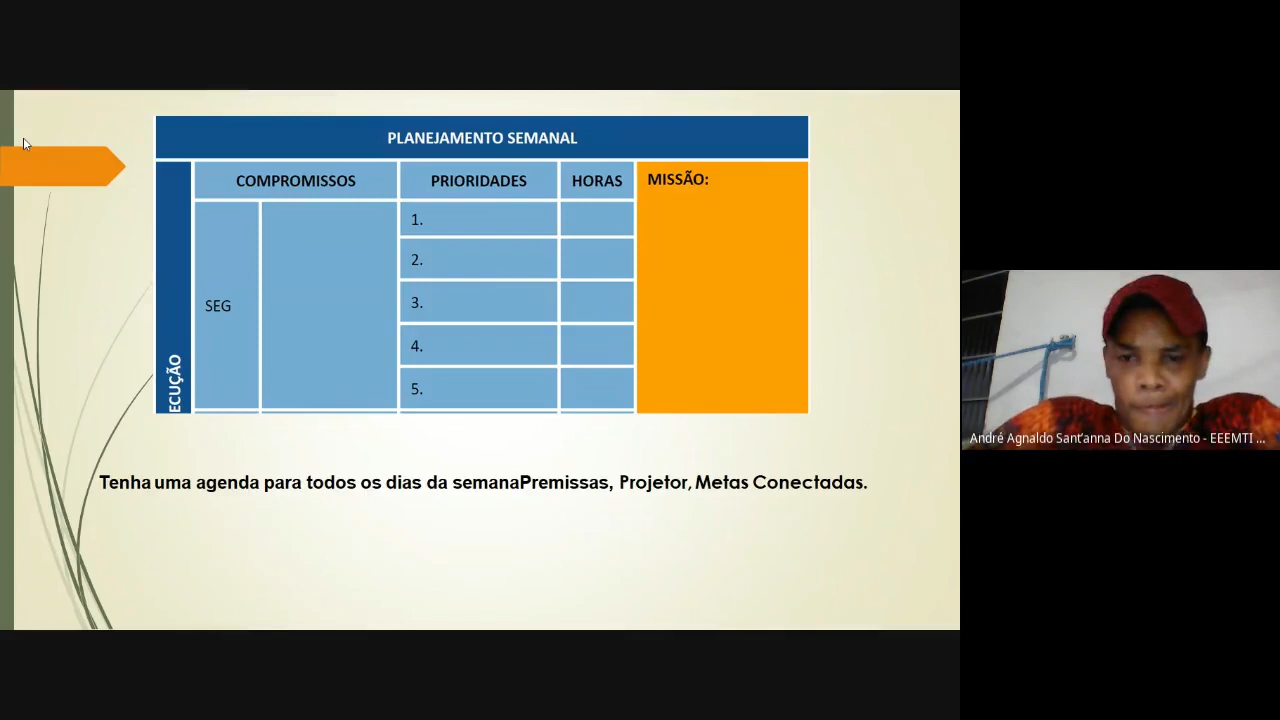 PLANEJAMENTO SEMANAL
COMPROMISSOS PRIORIDADES HORAS MISSÃO:
1.
2.
3.
SEG
4.
5.
ECUÇÃO
Tenha uma agenda para todos os dias da semanaPremissas, Projetor, Metas Conectadas.
André Agnaldo Sant'anna Do Nascimento - EEEMTI ...